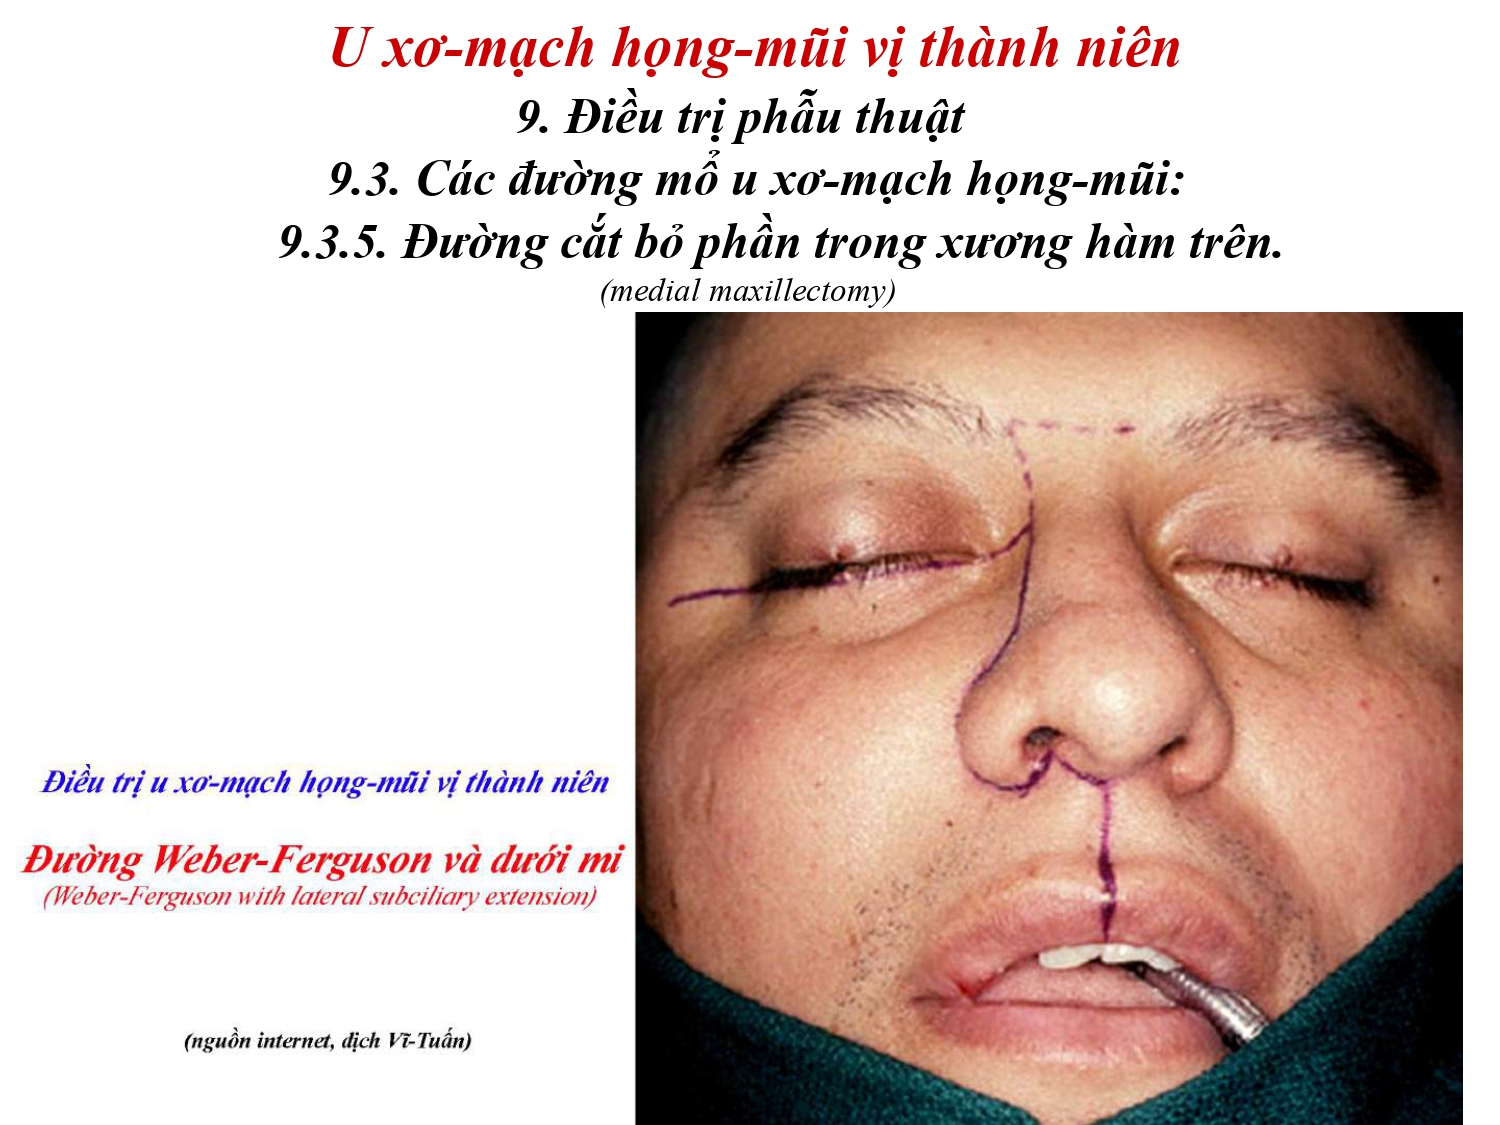 U xơ-mạch họng-mũi vị thành niên
9. Điều trị phẫu thuật
9.3. Các đường mổ u xơ-mạch họng-mũi:
9.3.5. Đường cắt bỏ phần trong xương hàm trên.
(medial maxillectomy)
Điều trị u xơ-mạch họng-mũi vị thành niên
Đường Weber-Ferguson và dưới mi
(Weber-Ferguson with lateral subciliary extension)
(nguồn internet, dịch Vĩ-Tuấn)